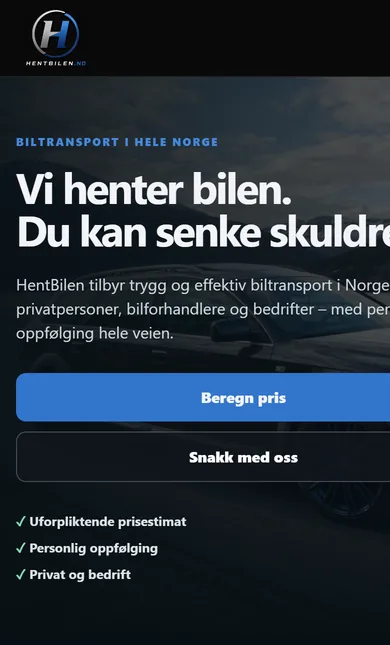 H
HENTBILEN.NO
BILTRANSPORT I HELE NORGE
Vi henter bilen.
Du kan senke skuldre
HentBilen tilbyr trygg og effektiv biltransport i Norge
privatpersoner, bilforhandlere og bedrifter – med per
oppfølging hele veien.
Beregn pris
Snakk med oss
✓ Uforpliktende prisestimat
✓ Personlig oppfølging
✓ Privat og bedrift